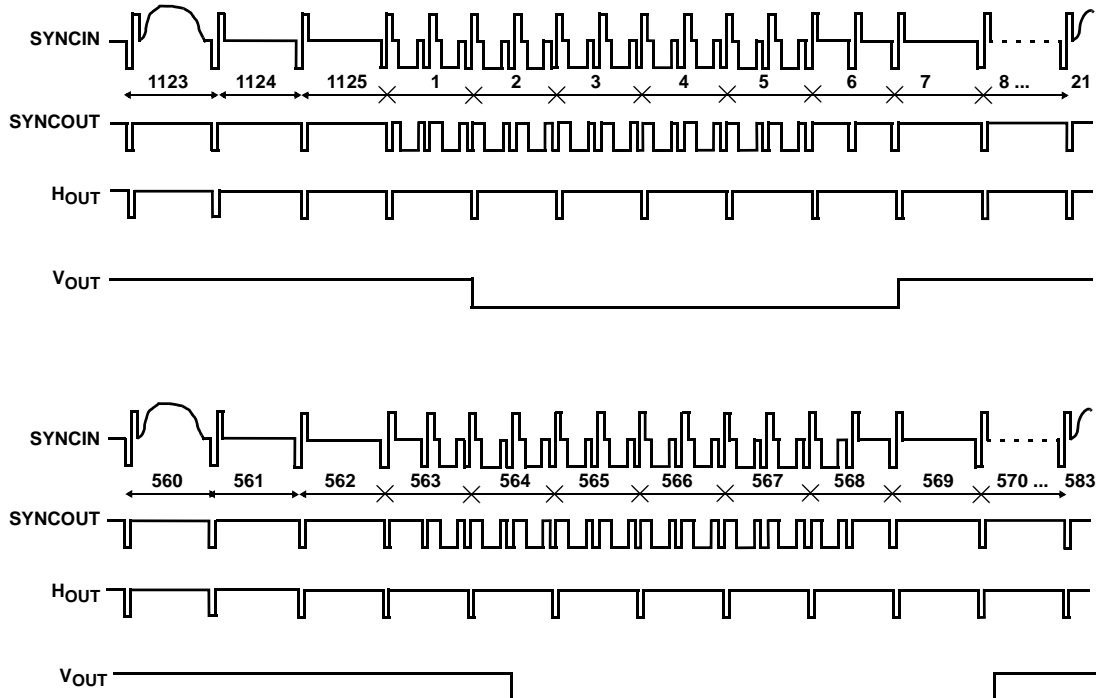 SYNCIN
1123 1124 1125 1 2 3 4 5 6 7 8 ... 21
SYNCOUT
HOUT
VOUT
SYNCIN
560 561 562 563 564 565 566 567 568 569 570 ... 583
SYNCOUT
HOUT
VOUT